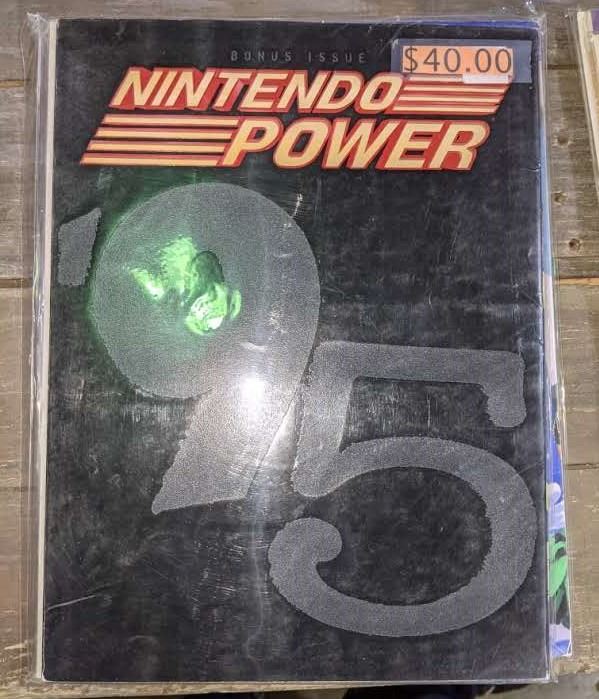 BONUS ISSUE
$40.00
NINTENDO
POWER
'95